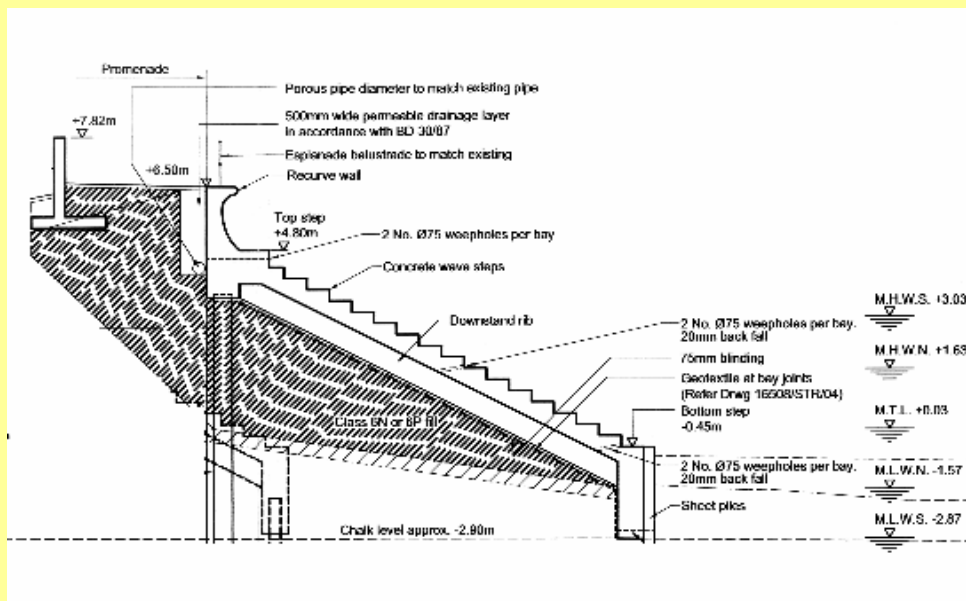 Promenade
Porous pipe diameter to match existing pipe
500mm wide permeable drainage layer
in accordance with BD 30/87
+7.82m
Esplanade balustrade to match existing
+6.50m
Recurve wall
Top step
+4.80m
2 No. Ø75 weepholes per bay
Concrete wave steps
M.H.W.S. +3.03
Downstand rib
2 No. Ø75 weepholes per bay.
20mm back fall
M.H.W.N. +1.63
75mm blinding
Geotextile at bay joints
(Refer Drwg 16508/STR/04)
Bottom step
-0.45m
M.T.L. +0.03
Class 6N or 6P fill
2 No. Ø75 weepholes per bay.
20mm back fall
M.L.W.N. -1.57
Sheet piles
M.L.W.S. -2.87
Chalk level approx. -2.90m